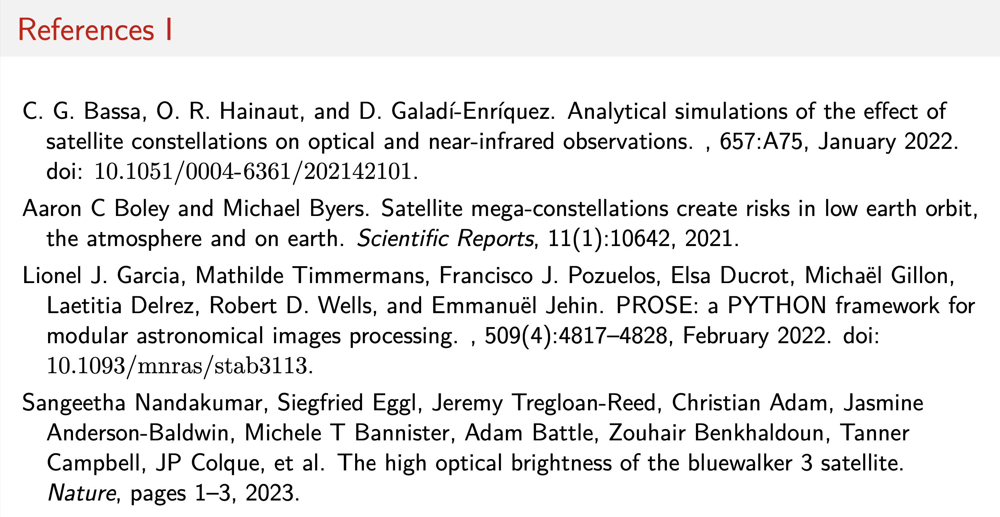 References I
C. G. Bassa, O. R. Hainaut, and D. Galadí-Enríquez. Analytical simulations of the effect of
satellite constellations on optical and near-infrared observations. , 657:A75, January 2022.
doi: 10.1051/0004-6361/202142101.
Aaron C Boley and Michael Byers. Satellite mega-constellations create risks in low earth orbit,
the atmosphere and on earth. Scientific Reports, 11(1):10642, 2021.
Lionel J. Garcia, Mathilde Timmermans, Francisco J. Pozuelos, Elsa Ducrot, Michaël Gillon,
Laetitia Delrez, Robert D. Wells, and Emmanuël Jehin. PROSE: a PYTHON framework for
modular astronomical images processing. , 509(4):4817–4828, February 2022. doi:
10.1093/mnras/stab3113.
Sangeetha Nandakumar, Siegfried Eggl, Jeremy Tregloan-Reed, Christian Adam, Jasmine
Anderson-Baldwin, Michele T Bannister, Adam Battle, Zouhair Benkhaldoun, Tanner
Campbell, JP Colque, et al. The high optical brightness of the bluewalker 3 satellite.
Nature, pages 1–3, 2023.